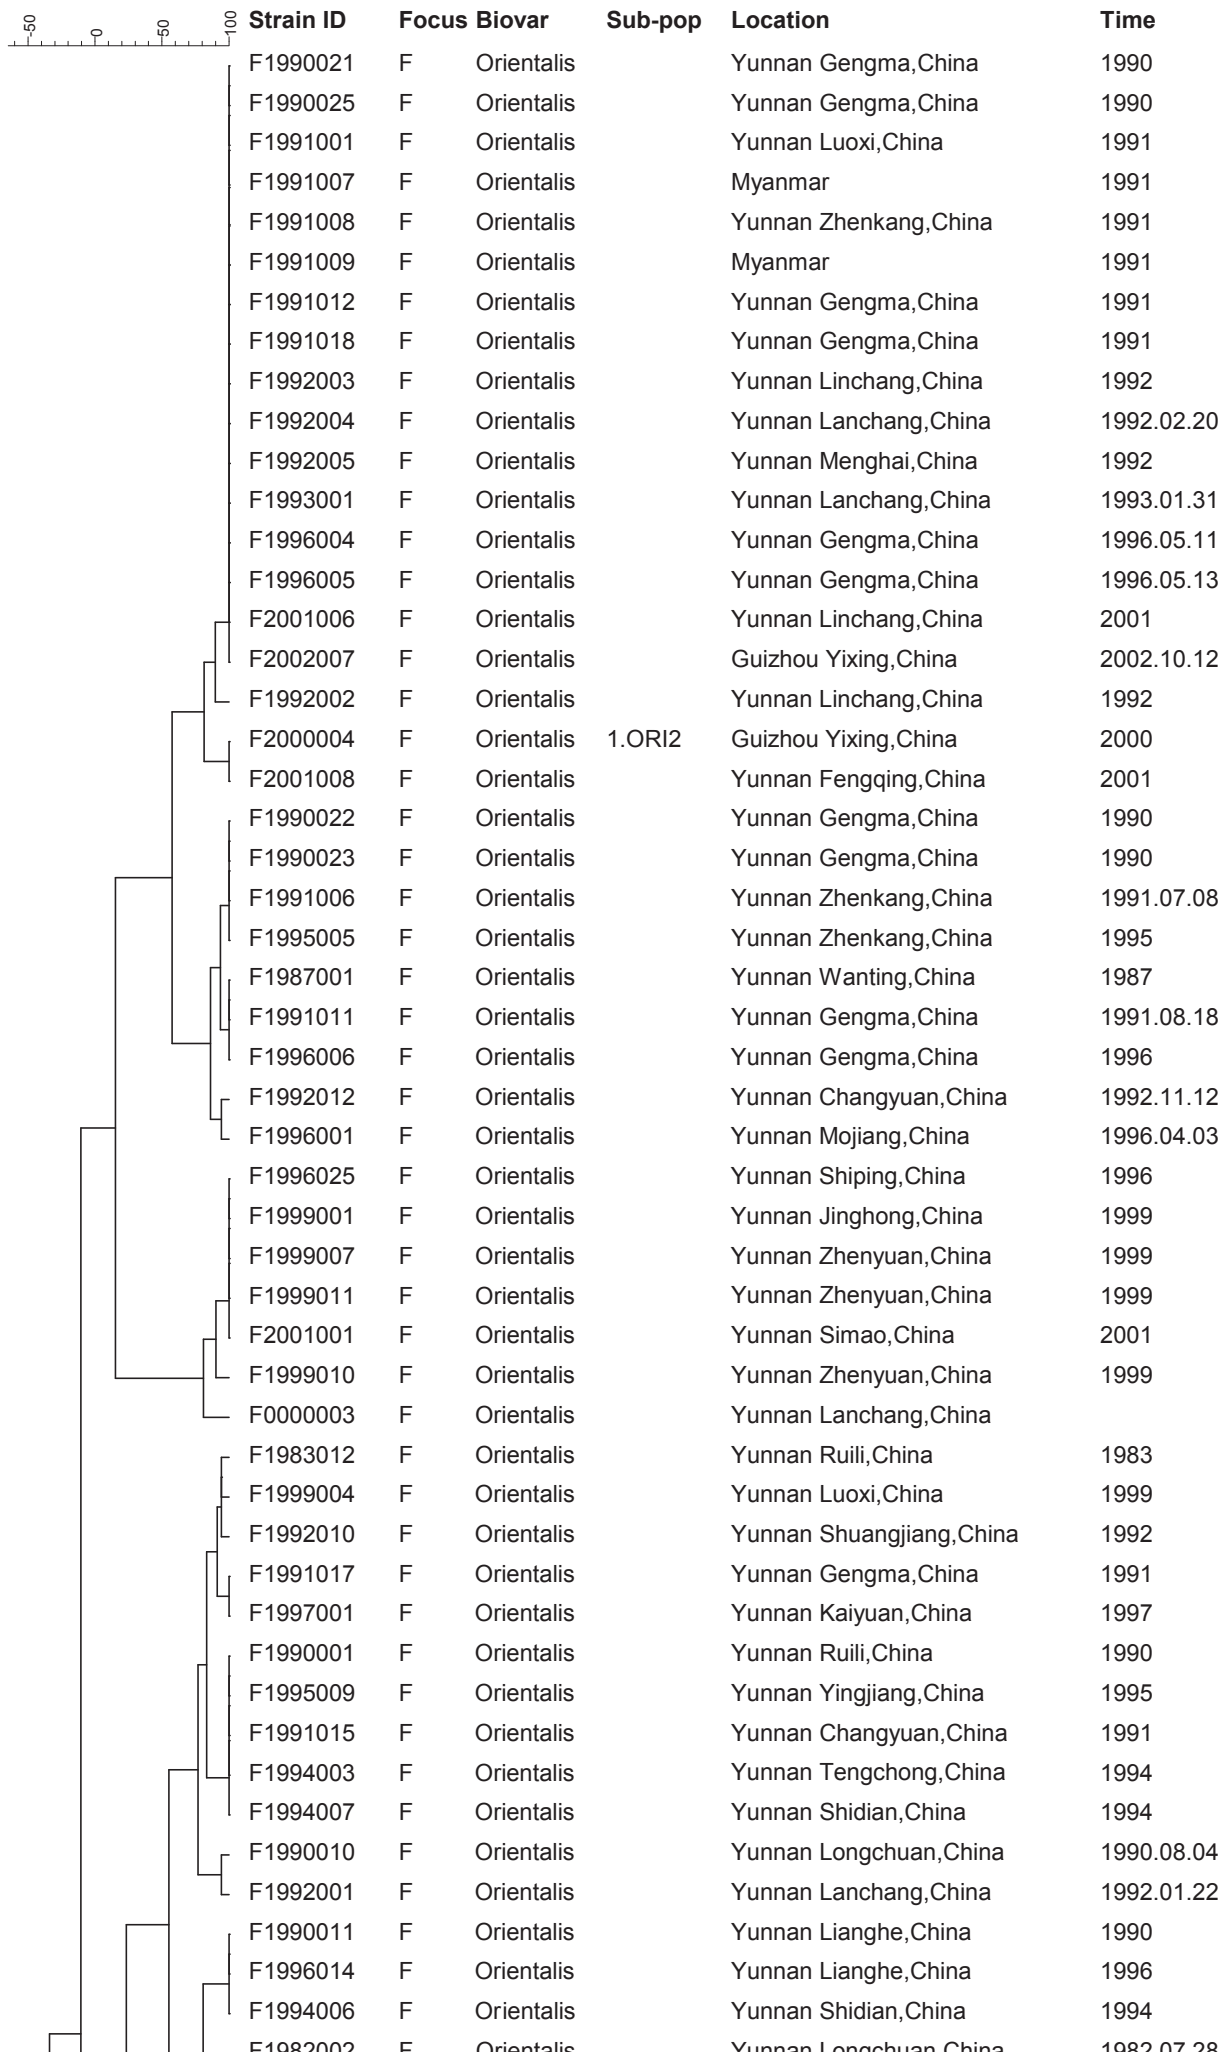 -50 0 50 100 Strain ID Focus Biovar Sub-pop Location Time
F1990021 F Orientalis Yunnan Gengma,China 1990
F1990025 F Orientalis Yunnan Gengma,China 1990
F1991001 F Orientalis Yunnan Luoxi,China 1991
F1991007 F Orientalis Myanmar 1991
F1991008 F Orientalis Yunnan Zhenkang,China 1991
F1991009 F Orientalis Myanmar 1991
F1991012 F Orientalis Yunnan Gengma,China 1991
F1991018 F Orientalis Yunnan Gengma,China 1991
F1992003 F Orientalis Yunnan Linchang,China 1992
F1992004 F Orientalis Yunnan Lanchang,China 1992.02.20
F1992005 F Orientalis Yunnan Menghai,China 1992
F1993001 F Orientalis Yunnan Lanchang,China 1993.01.31
F1996004 F Orientalis Yunnan Gengma,China 1996.05.11
F1996005 F Orientalis Yunnan Gengma,China 1996.05.13
F2001006 F Orientalis Yunnan Linchang,China 2001
F2002007 F Orientalis Guizhou Yixing,China 2002.10.12
F1992002 F Orientalis Yunnan Linchang,China 1992
F2000004 F Orientalis 1.ORI2 Guizhou Yixing,China 2000
F2001008 F Orientalis Yunnan Fengqing,China 2001
F1990022 F Orientalis Yunnan Gengma,China 1990
F1990023 F Orientalis Yunnan Gengma,China 1990
F1991006 F Orientalis Yunnan Zhenkang,China 1991.07.08
F1995005 F Orientalis Yunnan Zhenkang,China 1995
F1987001 F Orientalis Yunnan Wanting,China 1987
F1991011 F Orientalis Yunnan Gengma,China 1991.08.18
F1996006 F Orientalis Yunnan Gengma,China 1996
F1992012 F Orientalis Yunnan Changyuan,China 1992.11.12
F1996001 F Orientalis Yunnan Mojiang,China 1996.04.03
F1996025 F Orientalis Yunnan Shiping,China 1996
F1999001 F Orientalis Yunnan Jinghong,China 1999
F1999007 F Orientalis Yunnan Zhenyuan,China 1999
F1999011 F Orientalis Yunnan Zhenyuan,China 1999
F2001001 F Orientalis Yunnan Simao,China 2001
F1999010 F Orientalis Yunnan Zhenyuan,China 1999
F0000003 F Orientalis Yunnan Lanchang,China
F1983012 F Orientalis Yunnan Ruili,China 1983
F1999004 F Orientalis Yunnan Luoxi,China 1999
F1992010 F Orientalis Yunnan Shuangjiang,China 1992
F1991017 F Orientalis Yunnan Gengma,China 1991
F1997001 F Orientalis Yunnan Kaiyuan,China 1997
F1990001 F Orientalis Yunnan Ruili,China 1990
F1995009 F Orientalis Yunnan Yingjiang,China 1995
F1991015 F Orientalis Yunnan Changyuan,China 1991
F1994003 F Orientalis Yunnan Tengchong,China 1994
F1994007 F Orientalis Yunnan Shidian,China 1994
F1990010 F Orientalis Yunnan Longchuan,China 1990.08.04
F1992001 F Orientalis Yunnan Lanchang,China 1992.01.22
F1990011 F Orientalis Yunnan Lianghe,China 1990
F1996014 F Orientalis Yunnan Lianghe,China 1996
F1994006 F Orientalis Yunnan Shidian,China 1994
F1982002 F Orientalis Yunnan Longchuan,China 1982.07.28